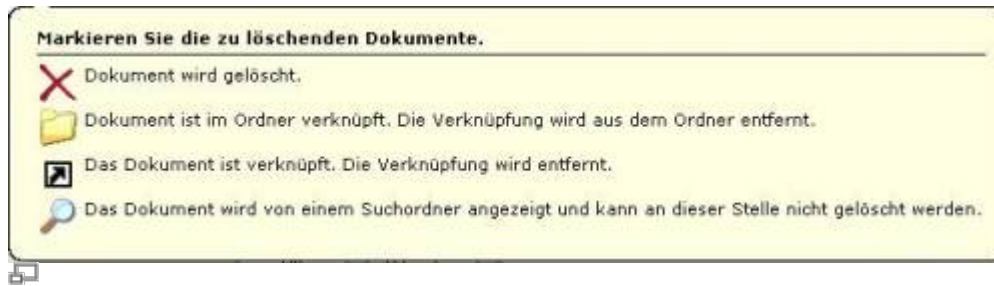 Markieren Sie die zu löschenden Dokumente.
Dokument wird gelöscht.
Dokument ist im Ordner verknüpft. Die Verknüpfung wird aus dem Ordner entfernt.
Das Dokument ist verknüpft. Die Verknüpfung wird entfernt.
Das Dokument wird von einem Suchordner angezeigt und kann an dieser Stelle nicht gelöscht werden.